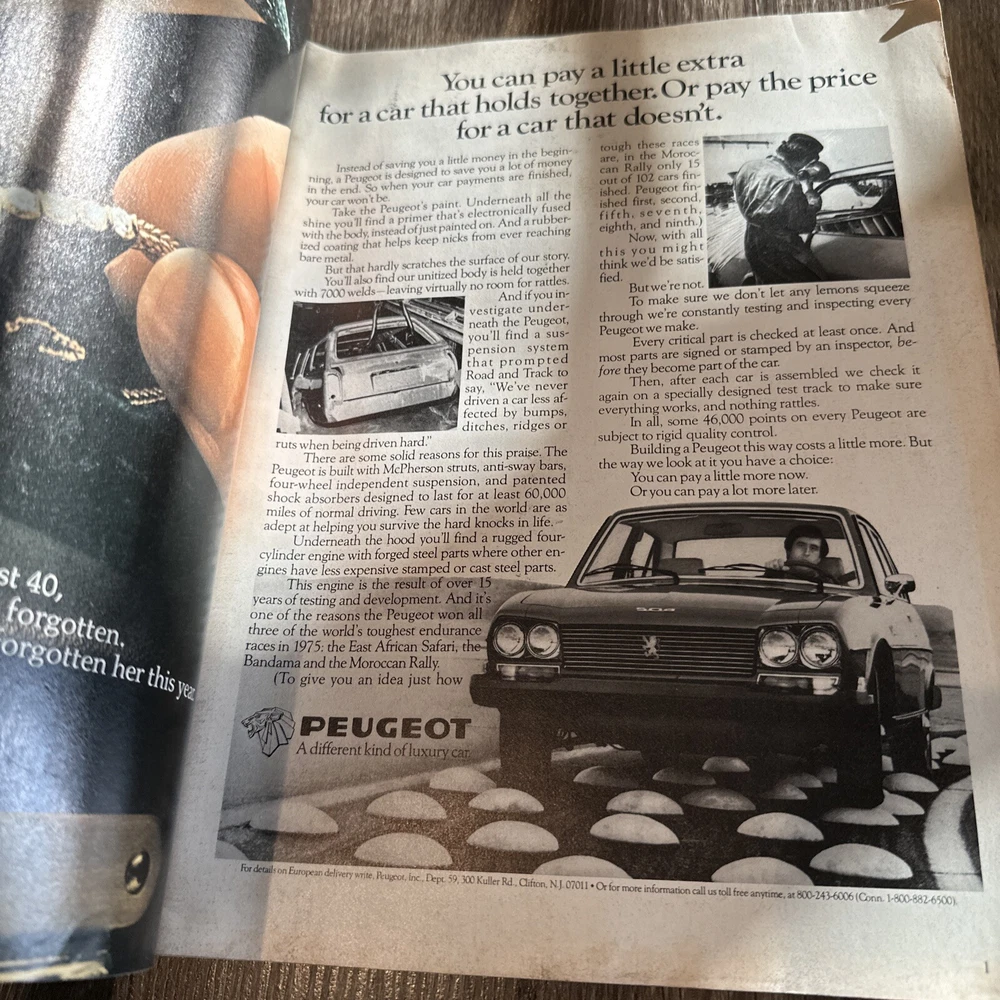 st 40,
forgotten.
orgotten her this year.
You can pay a little extra
for a car that holds together. Or pay the price
for a car that doesn't.
Instead of saving you a little money in the begin-
ning, a Peugeot is designed to save you a lot of money
in the end. So when your car payments are finished,
your car won't be.
Take the Peugeot's paint. Underneath all the
shine you'll find a primer that's electronically fused
with the body, instead of just painted on. And a rubber-
ized coating that helps keep nicks from ever reaching
bare metal.
But that hardly scratches the surface of our story.
You'll also find our unitized body is held together
with 7000 welds—leaving virtually no room for rattles.
And if you in-
vestigate under-
neath the Peugeot,
you'll find a sus-
pension system
that prompted
Road and Track to
say, "We've never
driven a car less af-
fected by bumps,
ditches, ridges or
ruts when being driven hard."
There are some solid reasons for this praise. The
Peugeot is built with McPherson struts, anti-sway bars,
four-wheel independent suspension, and patented
shock absorbers designed to last for at least 60,000
miles of normal driving. Few cars in the world are as
adept at helping you survive the hard knocks in life.
Underneath the hood you'll find a rugged four-
cylinder engine with forged steel parts where other en-
gines have less expensive stamped or cast steel parts.
This engine is the result of over 15
years of testing and development. And it's
one of the reasons the Peugeot won all
three of the world's toughest endurance
races in 1975: the East African Safari, the
Bandama and the Moroccan Rally.
(To give you an idea just how
tough these races
are, in the Moroc-
can Rally only 15
out of 102 cars fin-
ished. Peugeot fin-
ished first, second,
fifth, seventh,
eighth, and ninth.)
Now, with all
this you might
think we'd be satis-
fied.
But we're not.
To make sure we don't let any lemons squeeze
through we're constantly testing and inspecting every
Peugeot we make.
Every critical part is checked at least once. And
most parts are signed or stamped by an inspector, be-
fore they become part of the car.
Then, after each car is assembled we check it
again on a specially designed test track to make sure
everything works, and nothing rattles.
In all, some 46,000 points on every Peugeot are
subject to rigid quality control.
Building a Peugeot this way costs a little more. But
the way we look at it you have a choice:
You can pay a little more now.
Or you can pay a lot more later.
504
PEUGEOT
A different kind of luxury car.
For details on European delivery write, Peugeot, Inc., Dept. 59, 300 Kuller Rd., Clifton, N.J. 07011 • Or for more information call us toll free anytime, at 800-243-6006 (Conn. 1-800-882-6500).
1